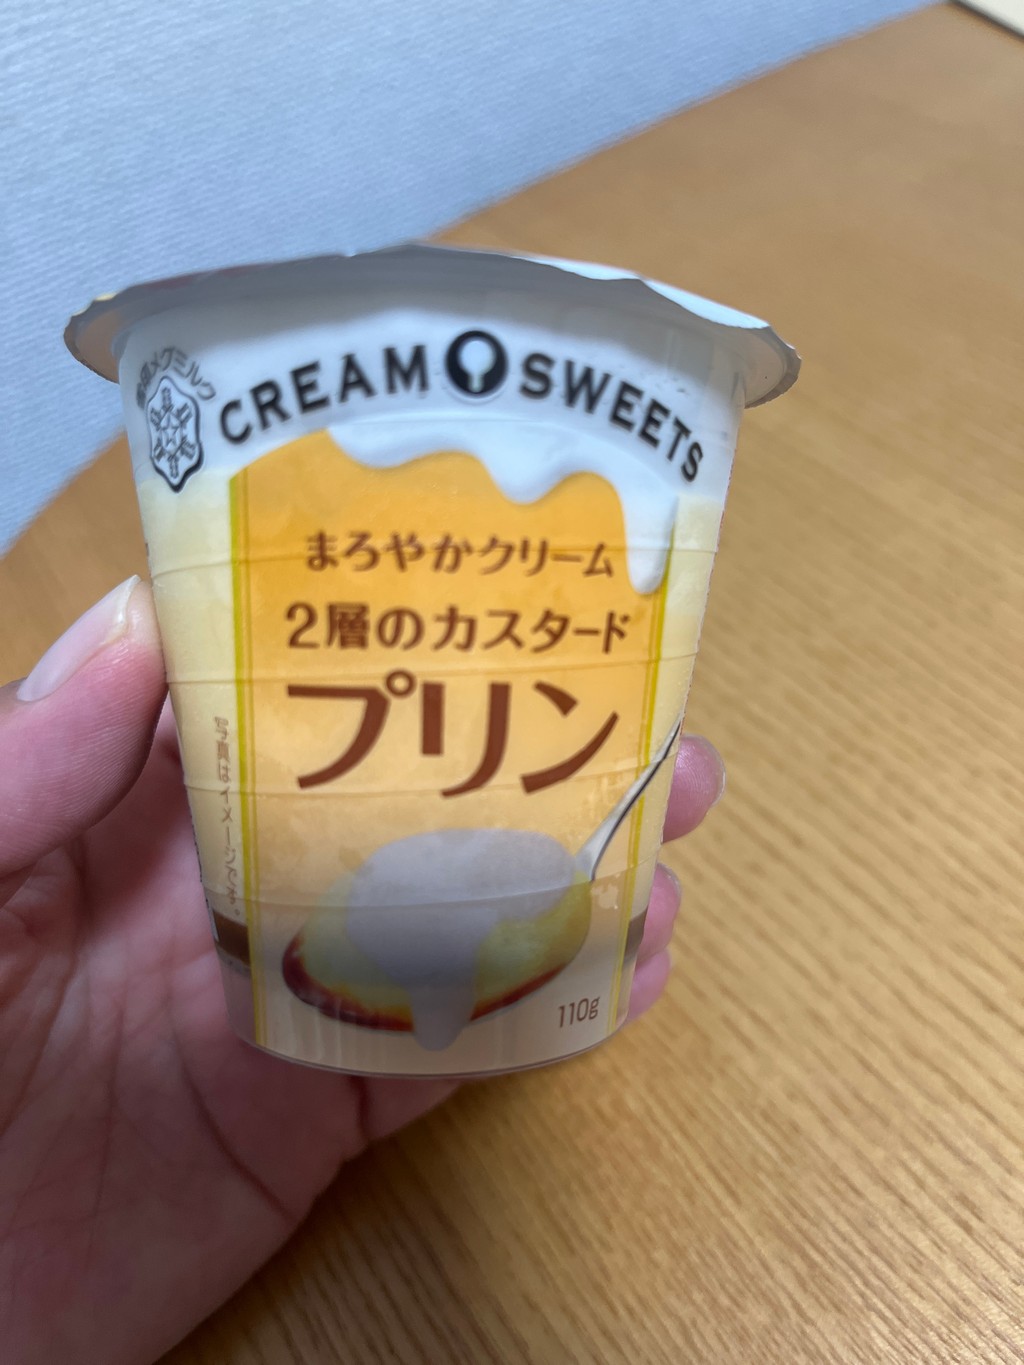 雪印メグミルク
CREAM SWEETS
まろやかクリーム
2層のカスタード
プリン
写真はイメージです。
110g